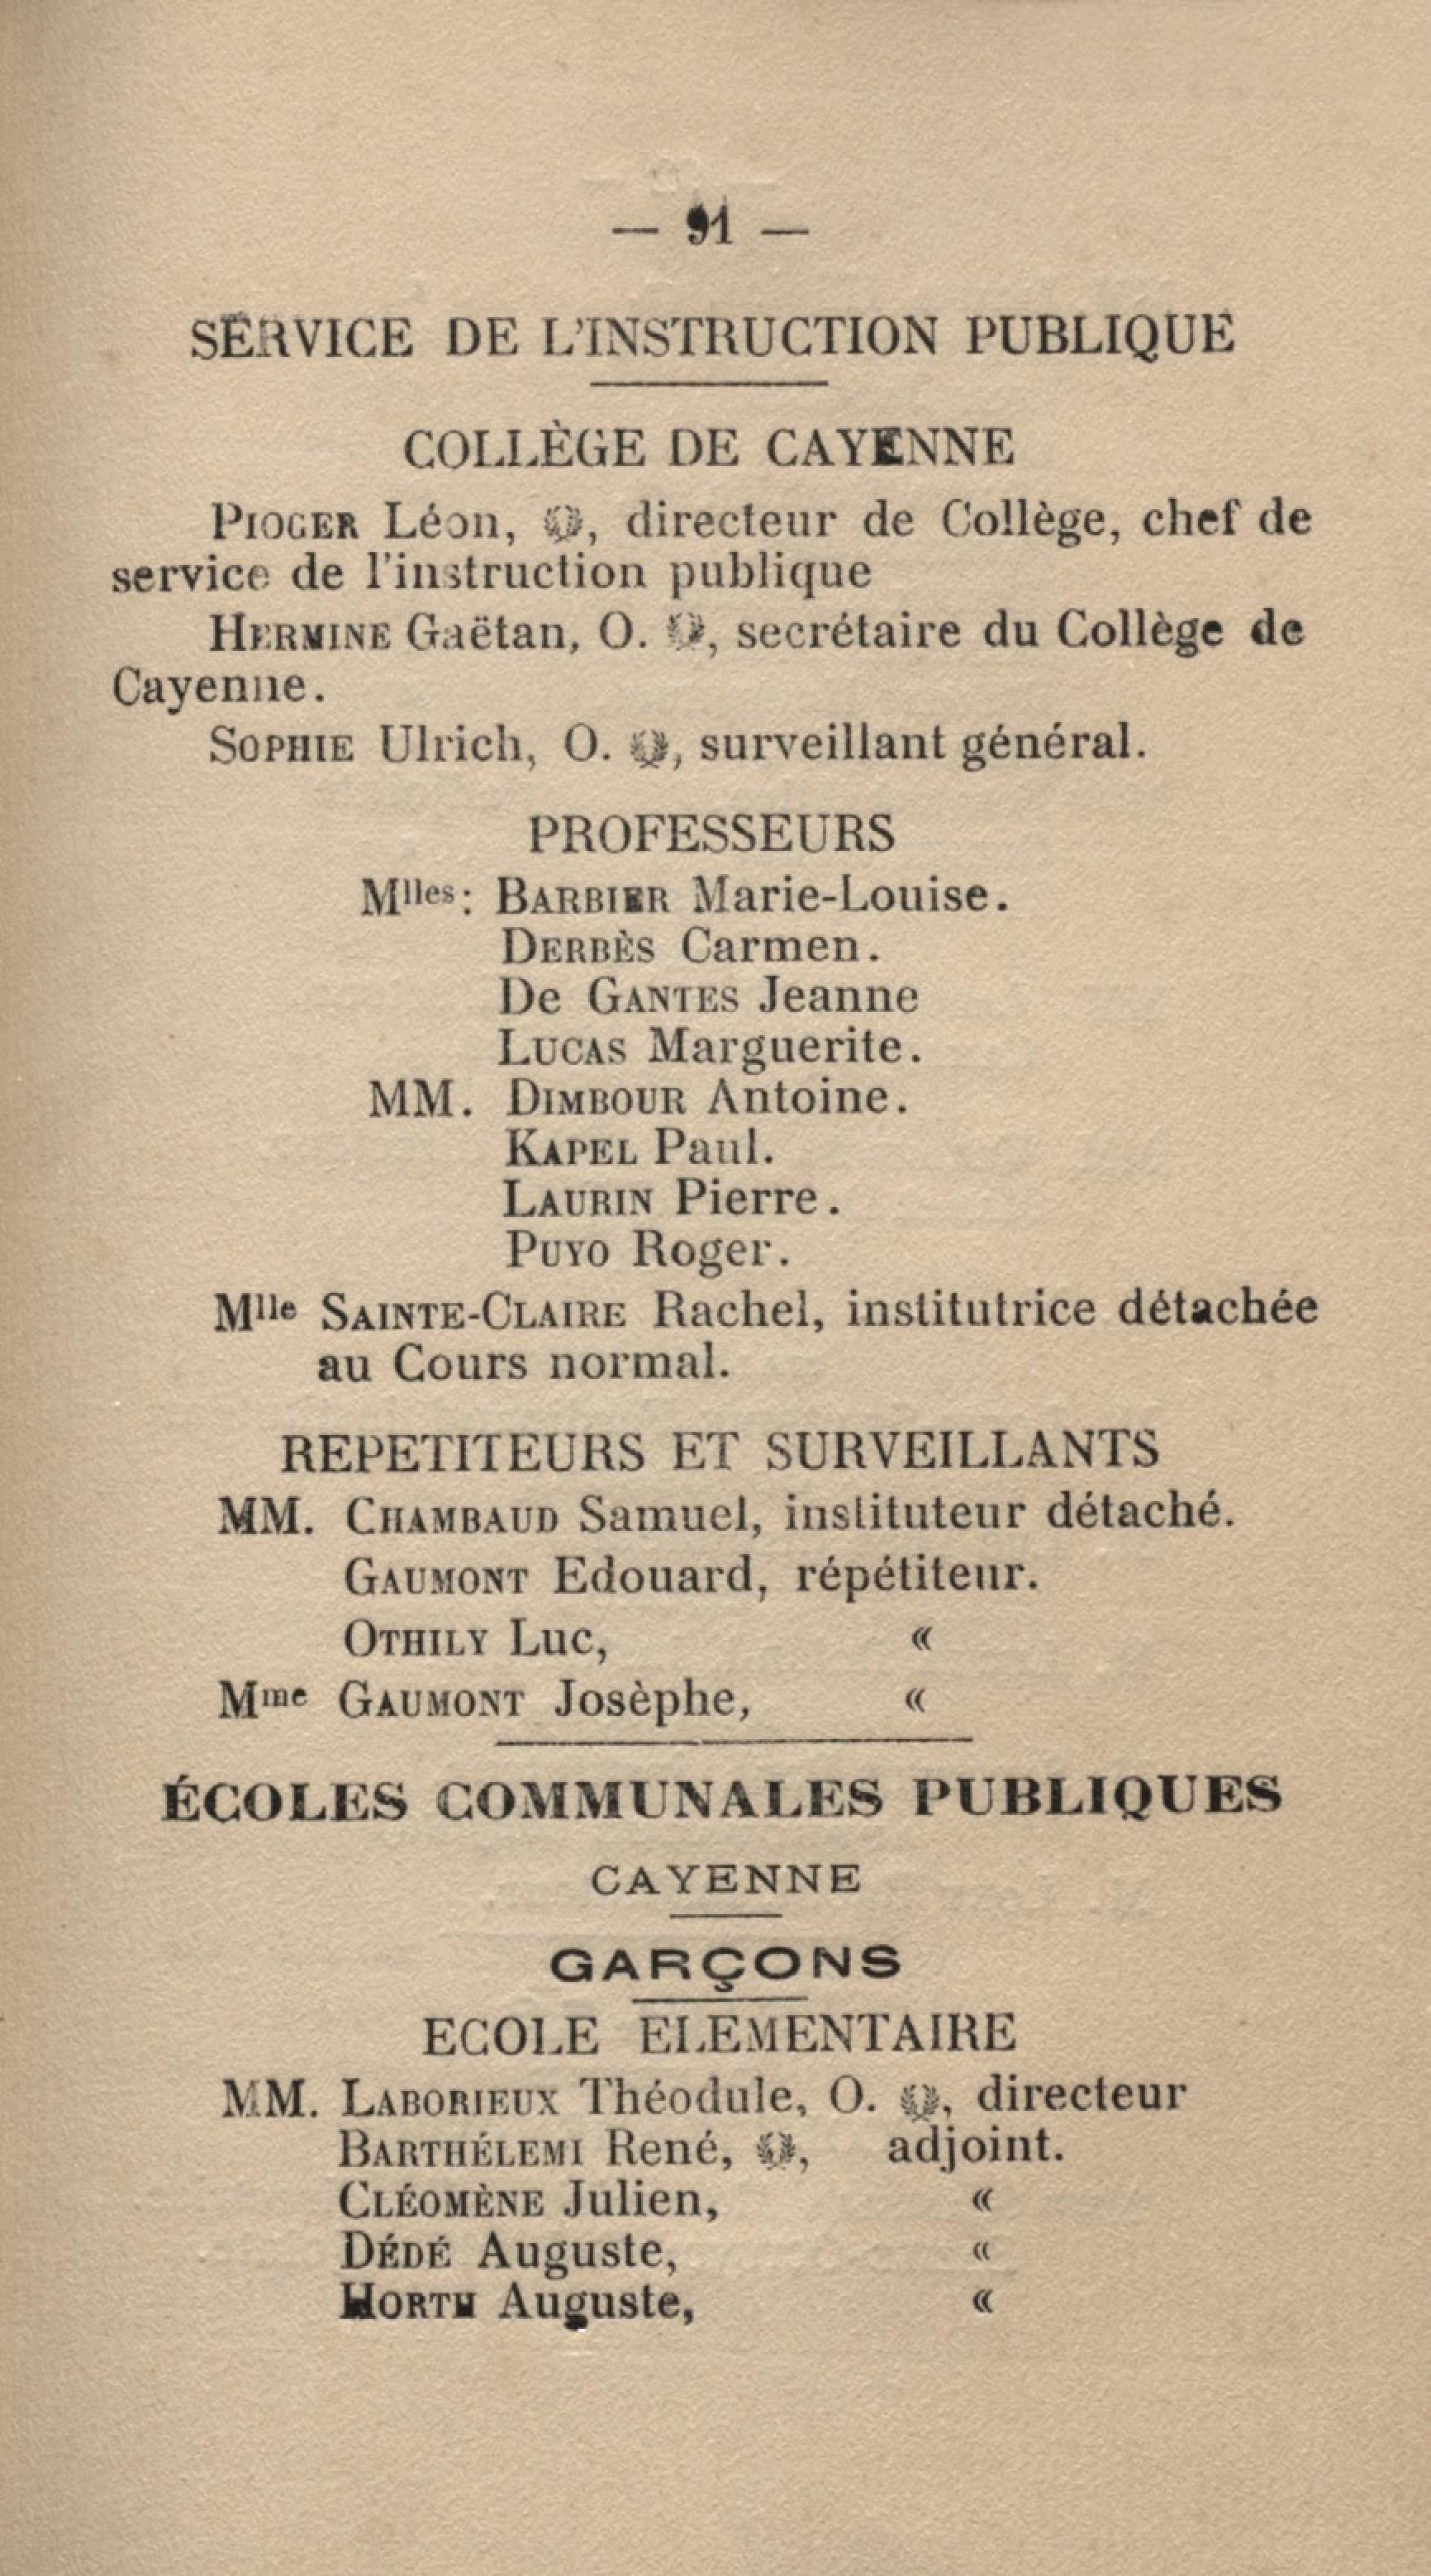 — 91 —
SERVICE DE L'INSTRUCTION PUBLIQUE
COLLÈGE DE CAYENNE
PIOGER Léon, , directeur de Collège, chef de
service de l'instruction publique
HERMINE Gaëtan, O. , secrétaire du Collège de
Cayenne.
SOPHIE Ulrich, O. , surveillant général.
PROFESSEURS
Mlles: BARBIER Marie-Louise.
DERBÈS Carmen.
De GANTES Jeanne
LUCAS Marguerite.
MM. DIMBOUR Antoine.
KAPEL Paul.
LAURIN Pierre.
PUYO Roger.
Mlle SAINTE-CLAIRE Rachel, institutrice détachée
au Cours normal.
REPETITEURS ET SURVEILLANTS
MM. CHAMBAUD Samuel, instituteur détaché.
GAUMONT Edouard, répétiteur.
OTHILY Luc, «
Mme GAUMONT Josèphe, «
ÉCOLES COMMUNALES PUBLIQUES
CAYENNE
GARÇONS
ECOLE ELEMENTAIRE
MM. LABORIEUX Théodule, O. , directeur
BARTHÉLEMI René, , adjoint.
CLÉOMÈNE Julien, «
DÉDÉ Auguste, «
HORTH Auguste, «